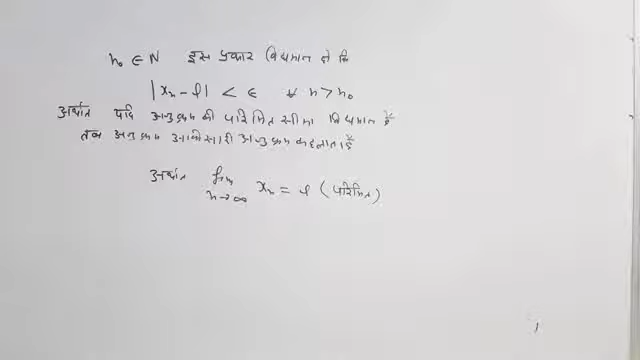 n₀ ∈ N इस प्रकार विद्यमान हो कि
|xₙ - l| < ϵ ∀ n > n₀
अर्थात यदि अनुक्रम की परिमित सीमा विद्यमान है
तब अनुक्रम अभिसारी अनुक्रम कहलाता है
अर्थात lim n→∞ xₙ = l (परिमित)